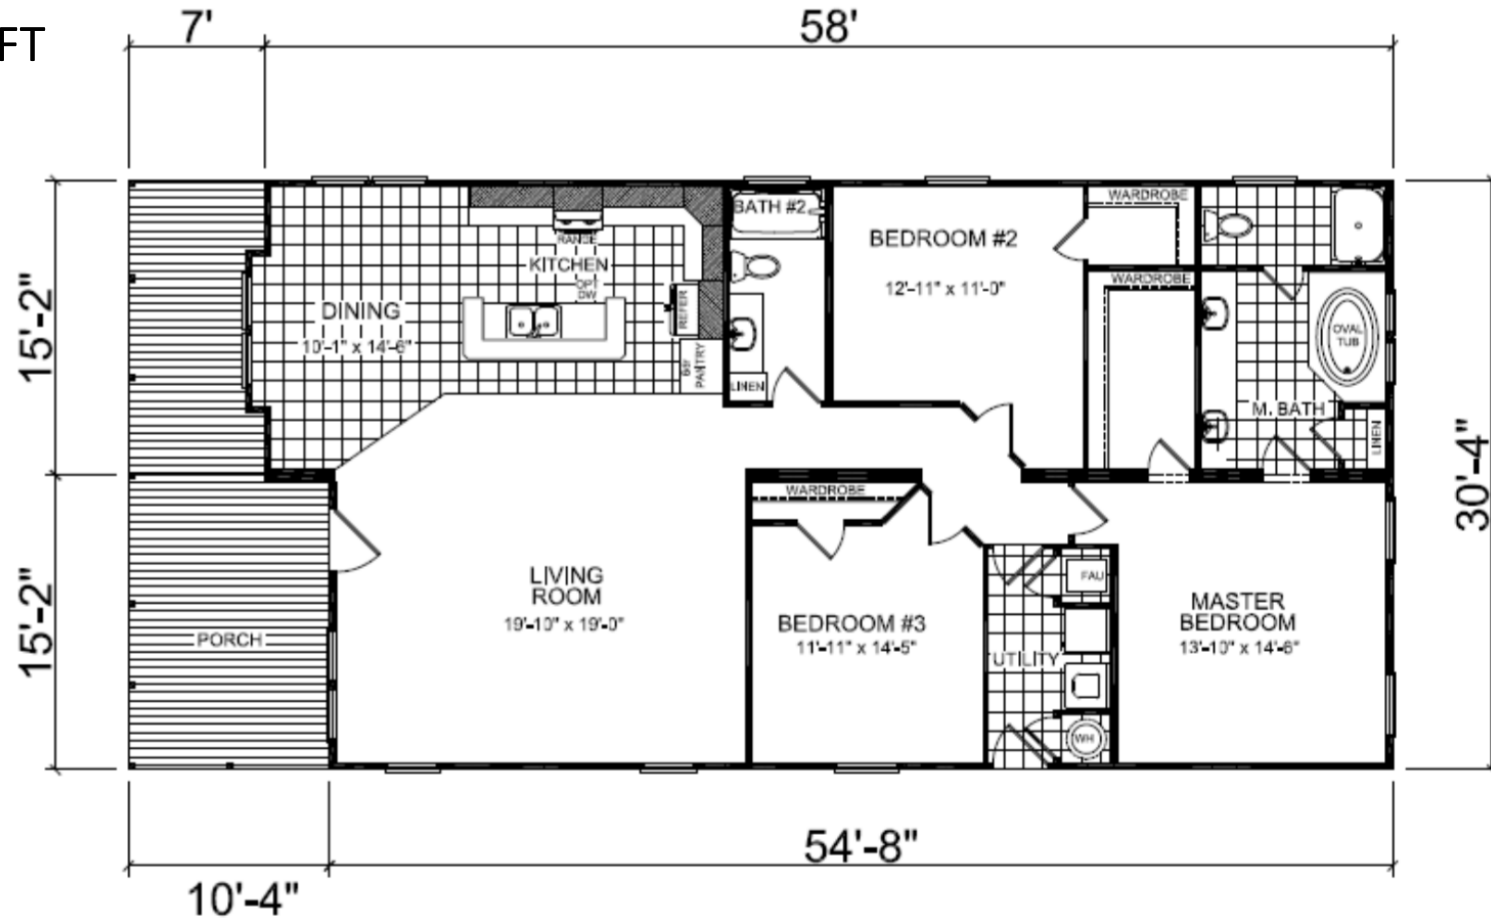 FT
7'
58'
15'-2"
15'-2"
30'-4"
54'-8"
10'-4"
DINING
10'-1" x 14'-6"
RANGE
KITCHEN
OPT
DW
REFER
PANTRY
BATH #2
LINEN
BEDROOM #2
12'-11" x 11'-0"
WARDROBE
WARDROBE
OVAL
TUB
M. BATH
LINEN
PORCH
LIVING
ROOM
19'-10" x 19'-0"
WARDROBE
BEDROOM #3
11'-11" x 14'-5"
UTILITY
FAU
WH
MASTER
BEDROOM
13'-10" x 14'-6"